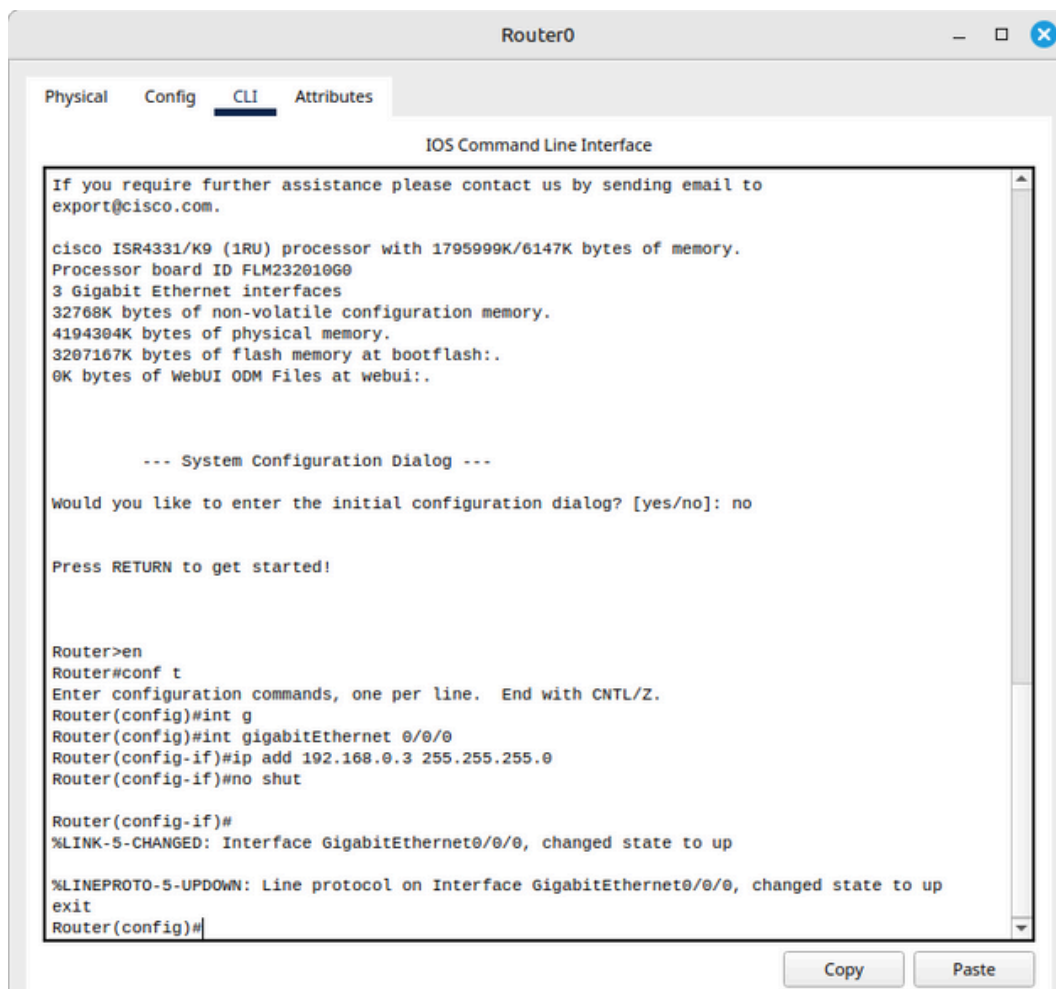 Router0
Physical Config CLI Attributes
IOS Command Line Interface
If you require further assistance please contact us by sending email to
export@cisco.com.
cisco ISR4331/K9 (1RU) processor with 1795999K/6147K bytes of memory.
Processor board ID FLM232010G0
3 Gigabit Ethernet interfaces
32768K bytes of non-volatile configuration memory.
4194304K bytes of physical memory.
3207167K bytes of flash memory at bootflash:.
0K bytes of WebUI ODM Files at webui:.
--- System Configuration Dialog ---
Would you like to enter the initial configuration dialog? [yes/no]: no
Press RETURN to get started!
Router>en
Router#conf t
Enter configuration commands, one per line.  End with CNTL/Z.
Router(config)#int g
Router(config)#int gigabitEthernet 0/0/0
Router(config-if)#ip add 192.168.0.3 255.255.255.0
Router(config-if)#no shut
Router(config-if)#
%LINK-5-CHANGED: Interface GigabitEthernet0/0/0, changed state to up
%LINEPROTO-5-UPDOWN: Line protocol on Interface GigabitEthernet0/0/0, changed state to up
exit
Router(config)#
Copy Paste